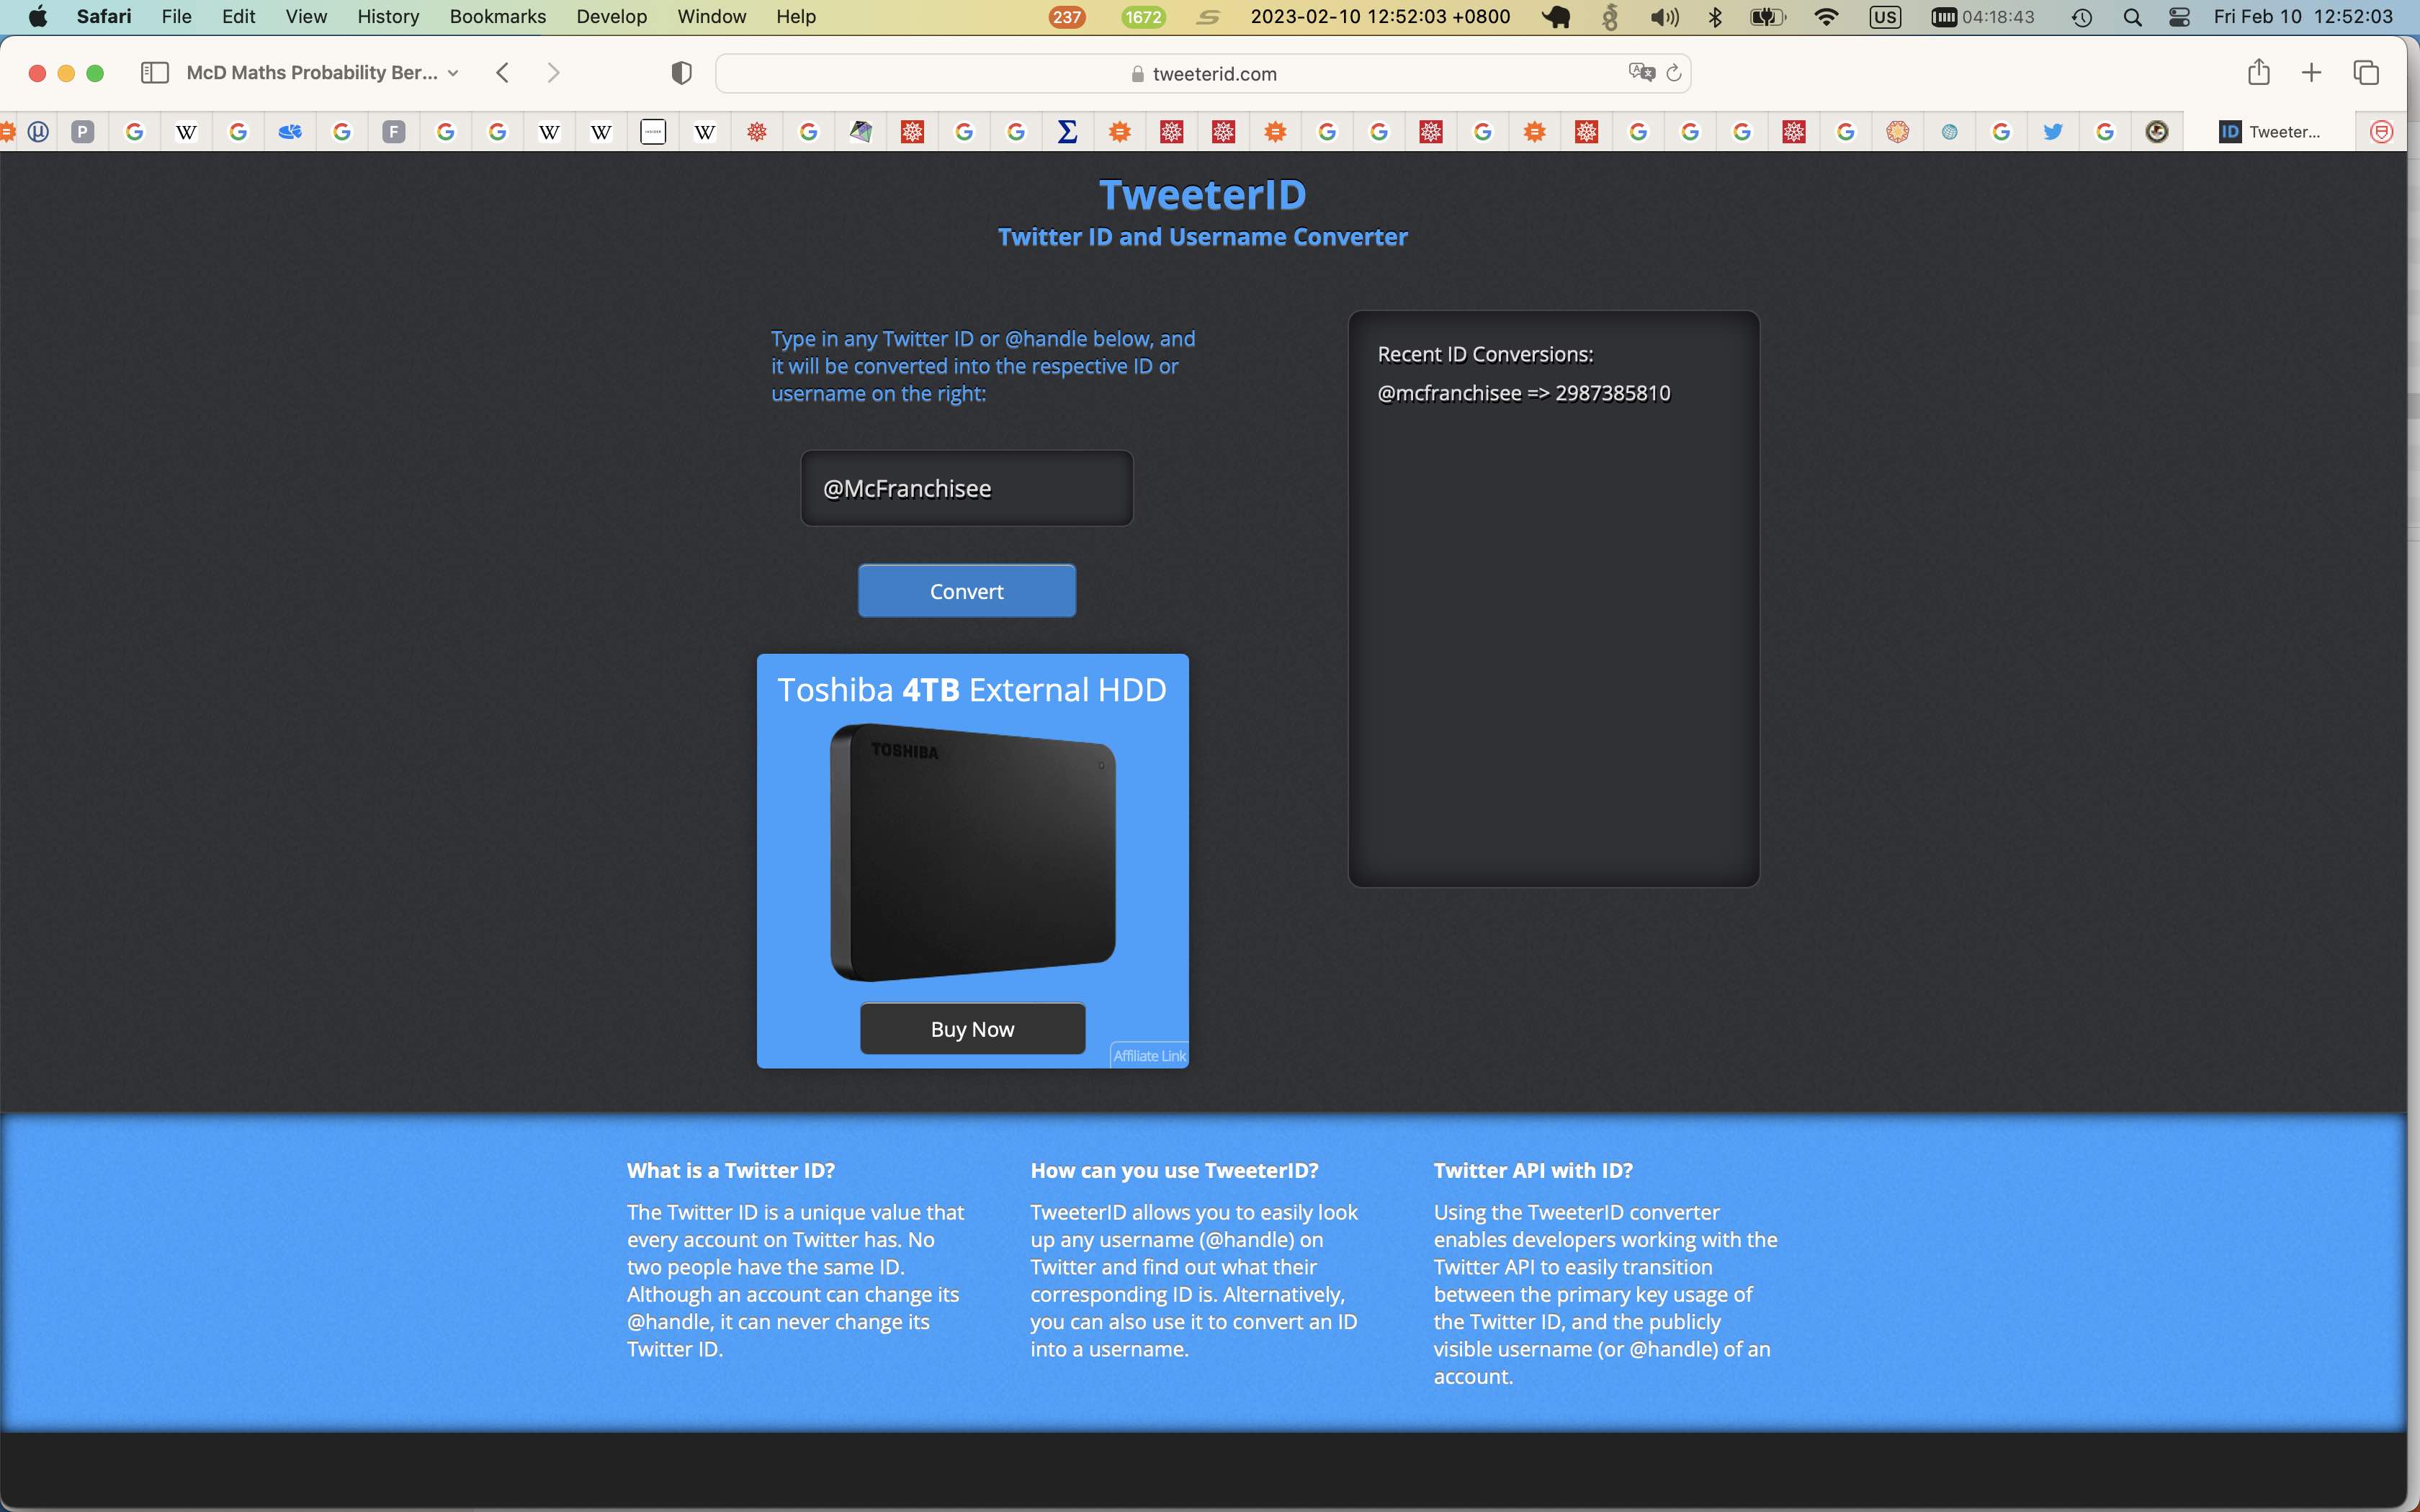 Safari File Edit View History Bookmarks Develop Window Help 237 1672 2023-02-10 12:52:03 +0800 US 04:18:43 Fri Feb 10 12:52:03
McD Maths Probability Ber... tweeterid.com
P W F W W W Σ ID Tweeter...
TweeterID
Twitter ID and Username Converter
Type in any Twitter ID or @handle below, and
it will be converted into the respective ID or
username on the right:
@McFranchisee
Convert
Recent ID Conversions:
@mcfranchisee => 2987385810
Toshiba 4TB External HDD
TOSHIBA
Buy Now
Affiliate Link
What is a Twitter ID?
The Twitter ID is a unique value that
every account on Twitter has. No
two people have the same ID.
Although an account can change its
@handle, it can never change its
Twitter ID.
How can you use TweeterID?
TweeterID allows you to easily look
up any username (@handle) on
Twitter and find out what their
corresponding ID is. Alternatively,
you can also use it to convert an ID
into a username.
Twitter API with ID?
Using the TweeterID converter
enables developers working with the
Twitter API to easily transition
between the primary key usage of
the Twitter ID, and the publicly
visible username (or @handle) of an
account.